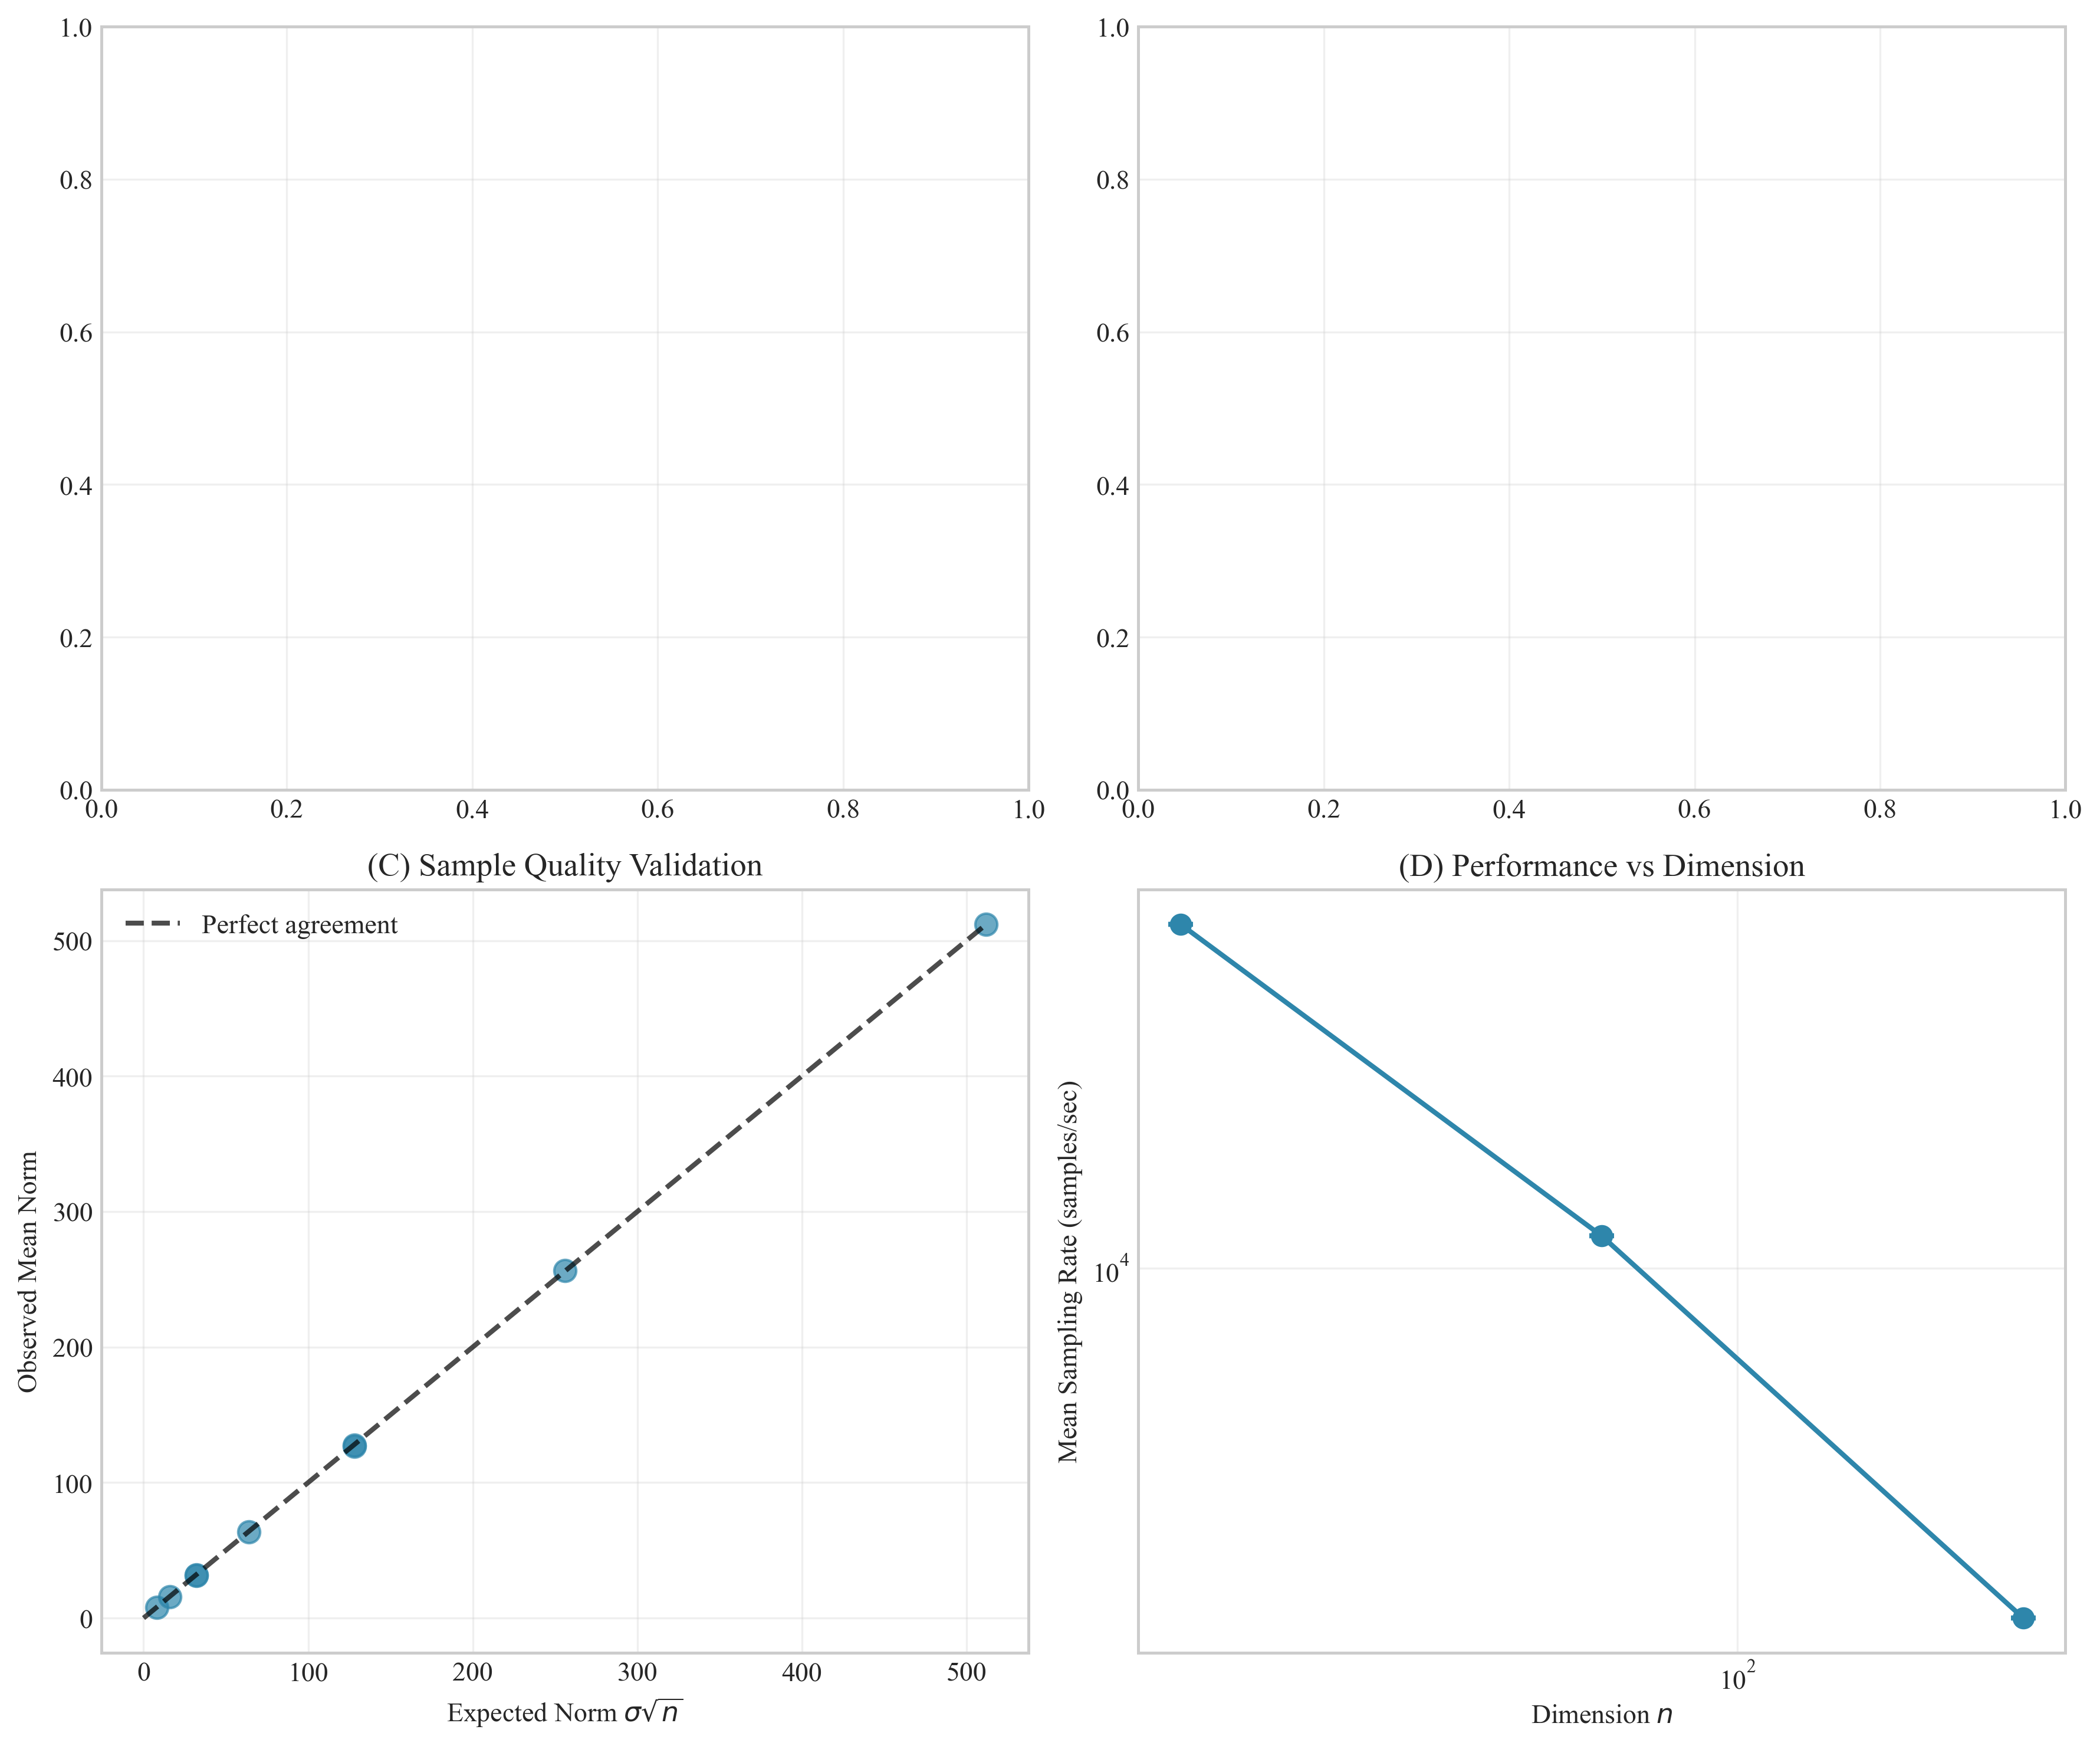 1.0
0.8
0.6
0.4
0.2
0.0
0.0 0.2 0.4 0.6 0.8 1.0
1.0
0.8
0.6
0.4
0.2
0.0
0.0 0.2 0.4 0.6 0.8 1.0
(C) Sample Quality Validation
Perfect agreement
Observed Mean Norm
500
400
300
200
100
0
0 100 200 300 400 500
Expected Norm σ√n
(D) Performance vs Dimension
Mean Sampling Rate (samples/sec)
10⁴
10²
Dimension n